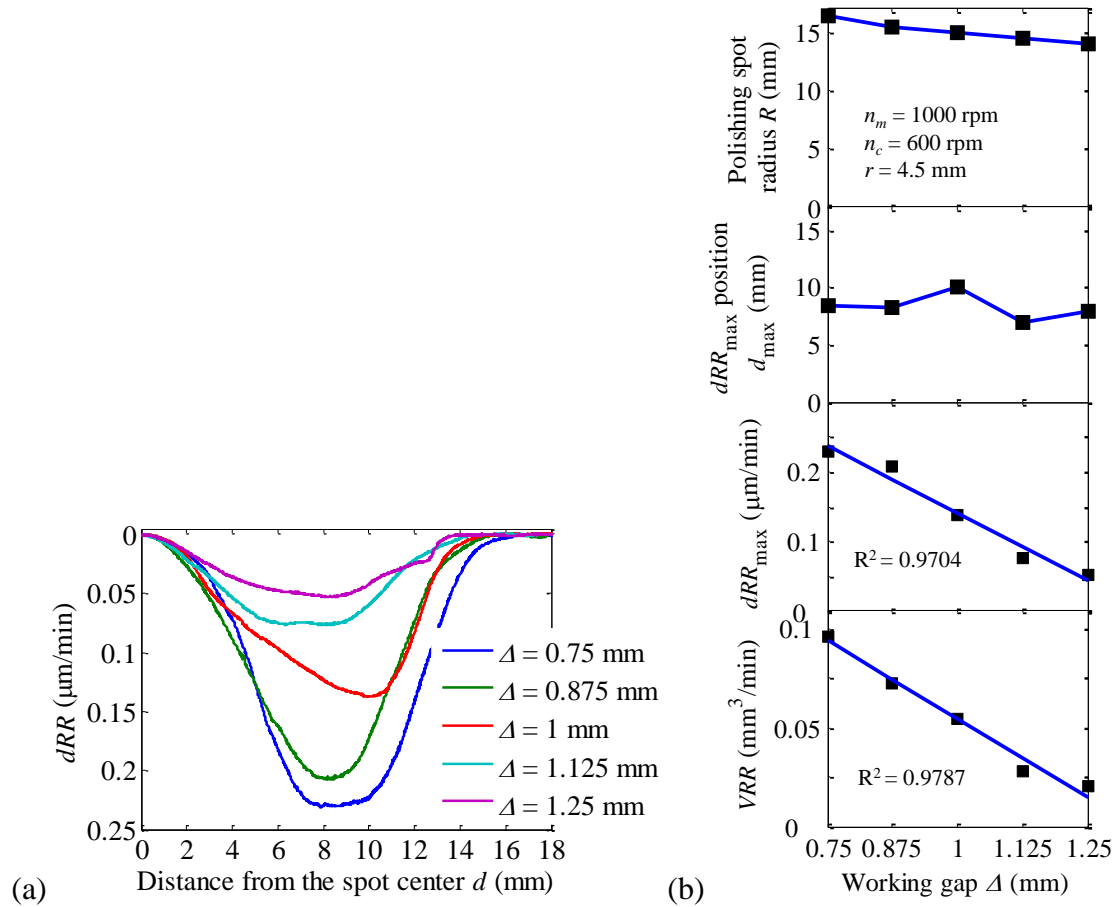 0
0.05
0.1
0.15
0.2
0.25
dRR (μm/min)
0 2 4 6 8 10 12 14 16 18
Distance from the spot center d (mm)
Δ = 0.75 mm
Δ = 0.875 mm
Δ = 1 mm
Δ = 1.125 mm
Δ = 1.25 mm
(a)
Polishing spot
radius R (mm)
15
10
5
0
n_m = 1000 rpm
n_c = 600 rpm
r = 4.5 mm
dRR_max position
d_max (mm)
15
10
5
0
dRR_max (μm/min)
0.2
0.1
0
R² = 0.9704
VRR (mm³/min)
0.1
0.05
0
R² = 0.9787
0.75 0.875 1 1.125 1.25
Working gap Δ (mm)
(b)